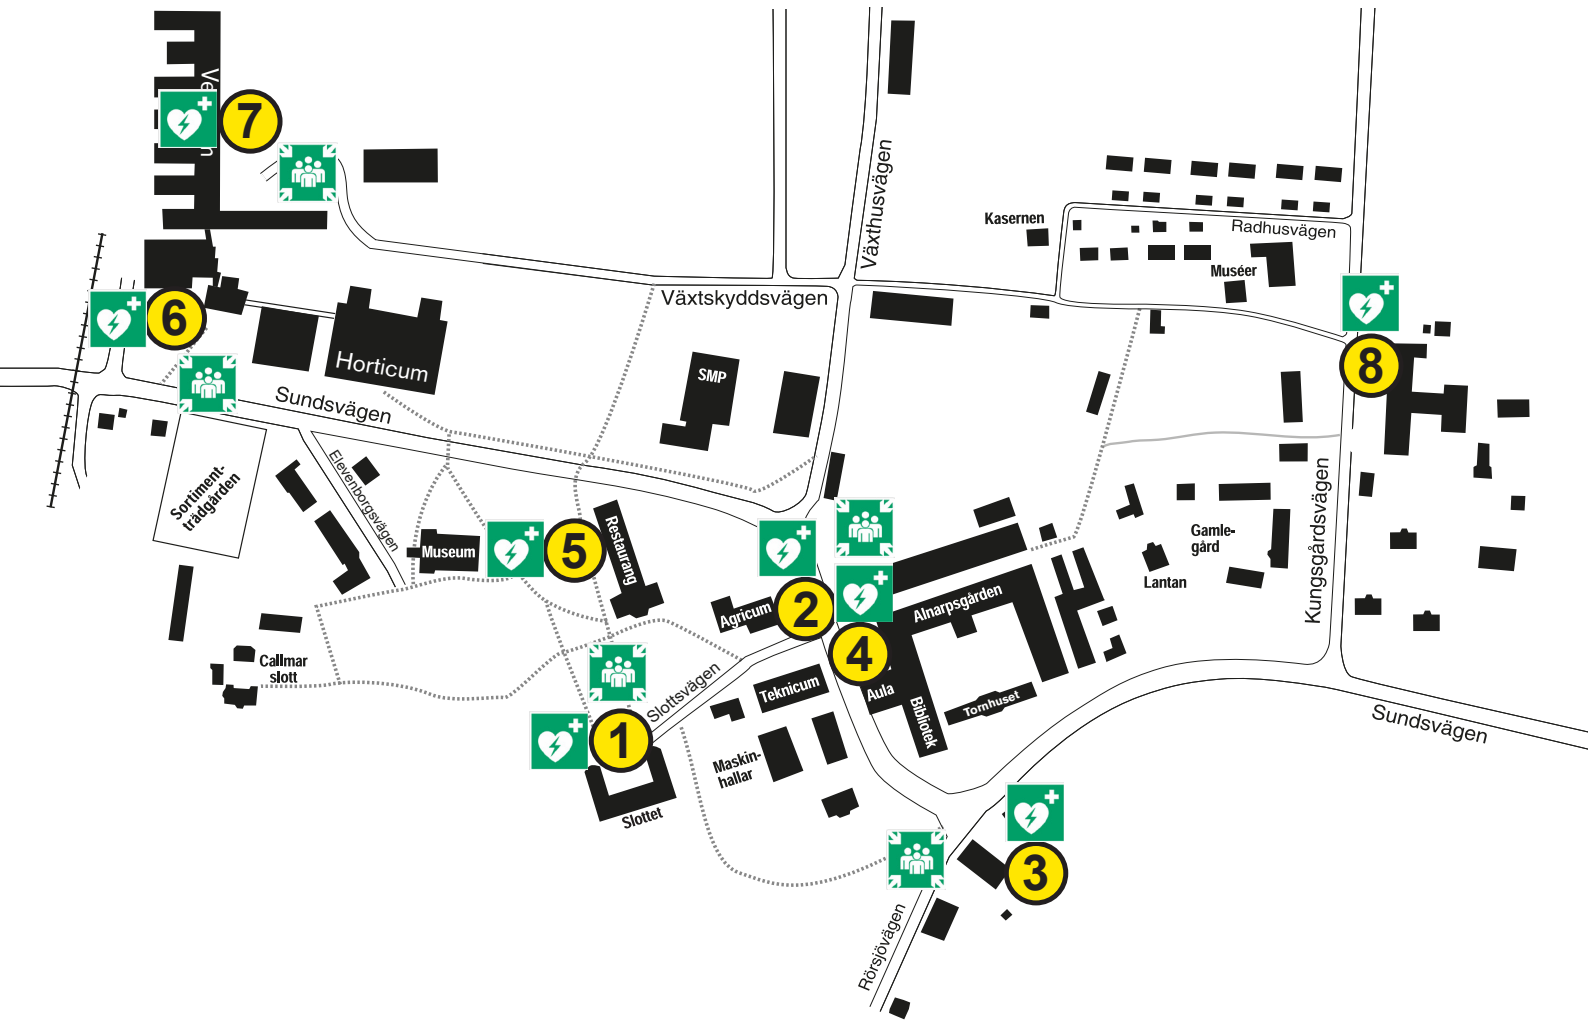 7
Växthusvägen
Kasernen
Radhusvägen
Muséer
Växtskyddsvägen
6
Horticum
SMP
8
Sundsvägen
Elevenborgsvägen
Sortiment-
trädgården
Museum
5
Restaurang
Gamle-
gård
Lantan
Kungsgårdsvägen
Agricum
2
Alnarpsgården
4
Callmar
slott
Slottsvägen
Teknicum
Aula
Tornhuset
Bibliotek
Sundsvägen
1
Maskin-
hallar
Slottet
3
Rörsjövägen